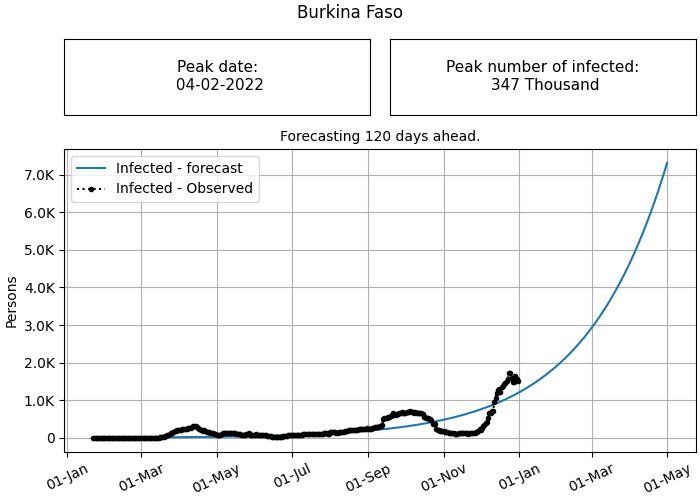 Burkina Faso
Peak date:
04-02-2022
Peak number of infected:
347 Thousand
Forecasting 120 days ahead.
Infected - forecast
Infected - Observed
Persons
7.0K
6.0K
5.0K
4.0K
3.0K
2.0K
1.0K
0
01-Jan
01-Mar
01-May
01-Jul
01-Sep
01-Nov
01-Jan
01-Mar
01-May